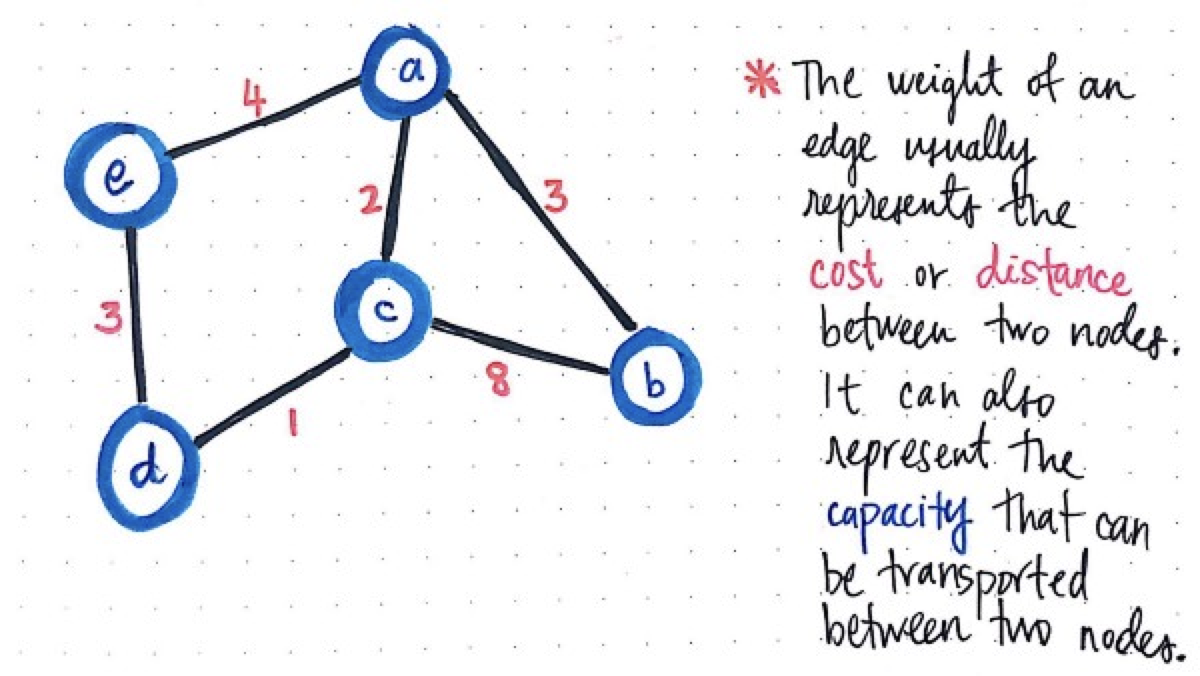 a
4
e
2
3
3
c
8
b
1
d
* The weight of an
edge usually
represents the
cost or distance
between two nodes.
It can also
represent the
capacity that can
be transported
between two nodes.